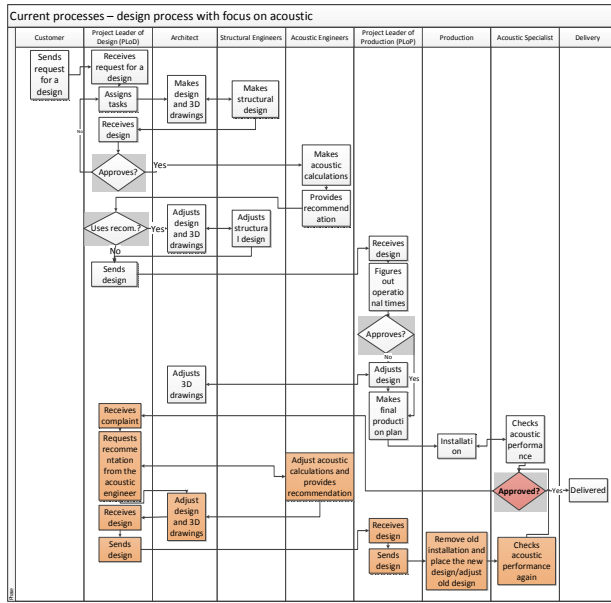 Current processes – design process with focus on acoustic
Customer
Project Leader of
Design (PLoD)
Architect
Structural Engineers
Acoustic Engineers
Project Leader of
Production (PLoP)
Production
Acoustic Specialist
Delivery
Sends
request
for a
design
Receives
request for a
design
Assigns
tasks
Makes
design
and 3D
drawings
Makes
structural
design
Receives
design
No
Approves?
Yes
Makes
acoustic
calculations
Provides
recommend
ation
Uses recom.?
Yes
Adjusts
design
and 3D
drawings
Adjusts
structura
l design
No
Sends
design
Receives
design
Figures
out
operatio
nal times
Approves?
No
Adjusts
design
Yes
Adjusts
3D
drawings
Makes
final
producti
on plan
Receives
complaint
Installa
tion
Checks
acoustic
performa
nce
Requests
recomme
ntation
from the
acoustic
engineer
Adjust acoustic
calculations and
provides
recommendation
Approved?
Yes
Delivered
Receives
design
Adjust
design
and 3D
drawings
Sends
design
Receives
design
Sends
design
Remove old
installation and
place the new
design/adjust
old design
Checks
acoustic
performance
again